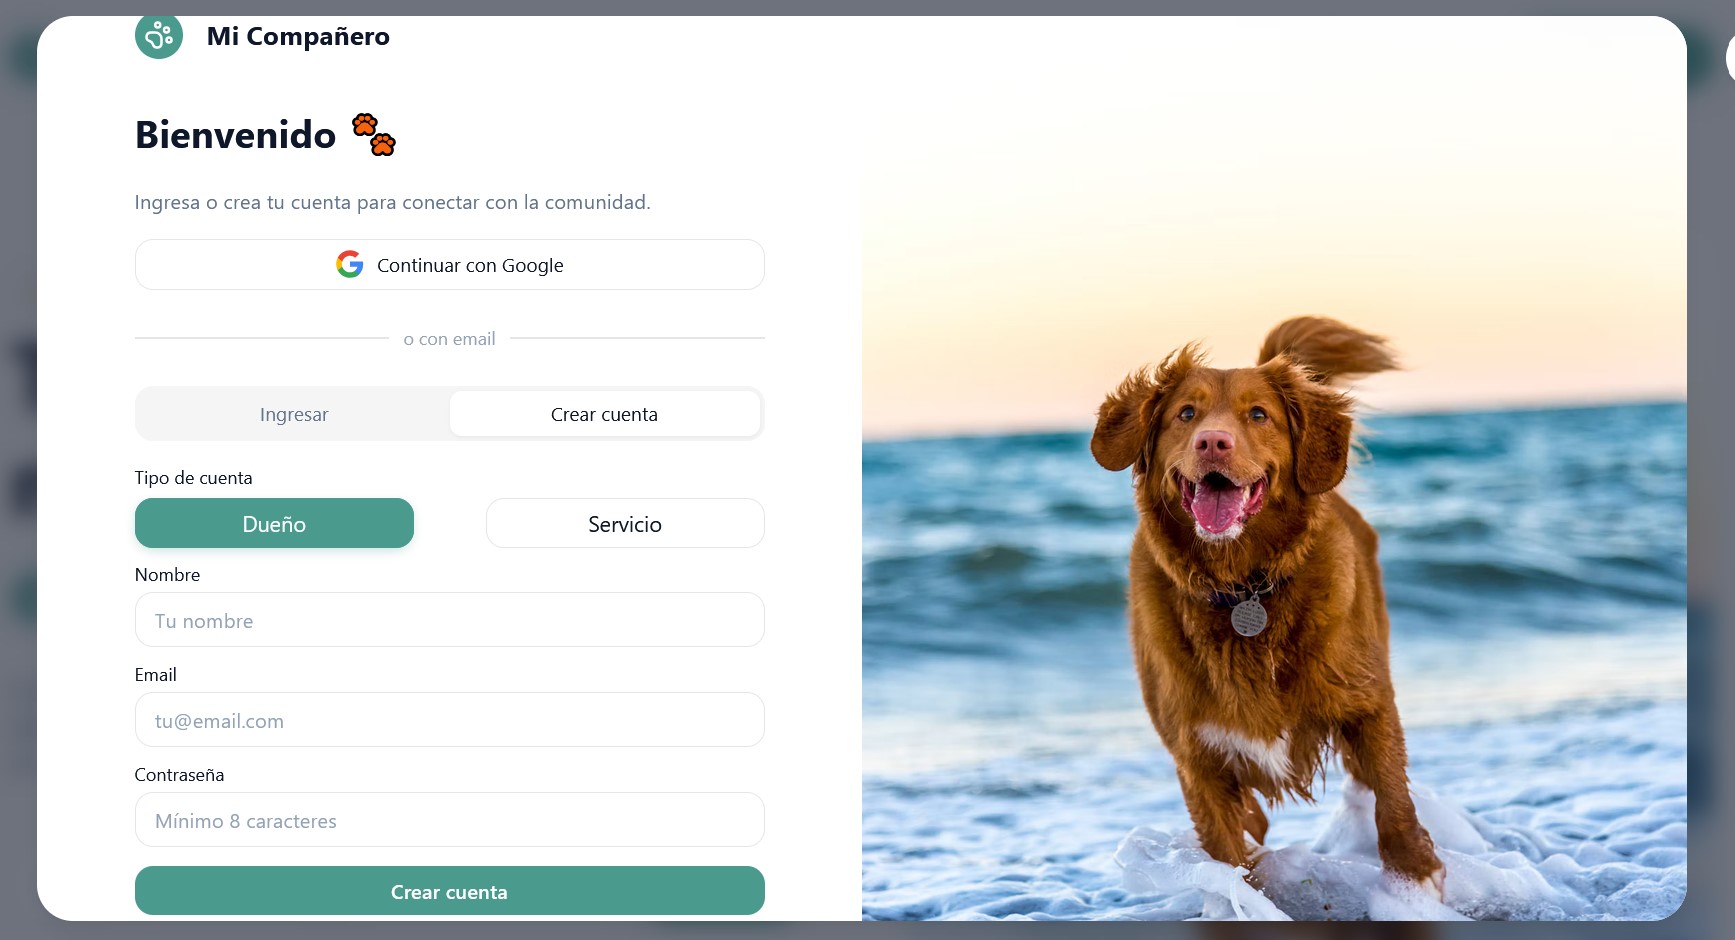 Mi Compañero
Bienvenido
Ingresa o crea tu cuenta para conectar con la comunidad.
Continuar con Google
o con email
Ingresar
Crear cuenta
Tipo de cuenta
Dueño
Servicio
Nombre
Tu nombre
Email
tu@email.com
Contraseña
Mínimo 8 caracteres
Crear cuenta